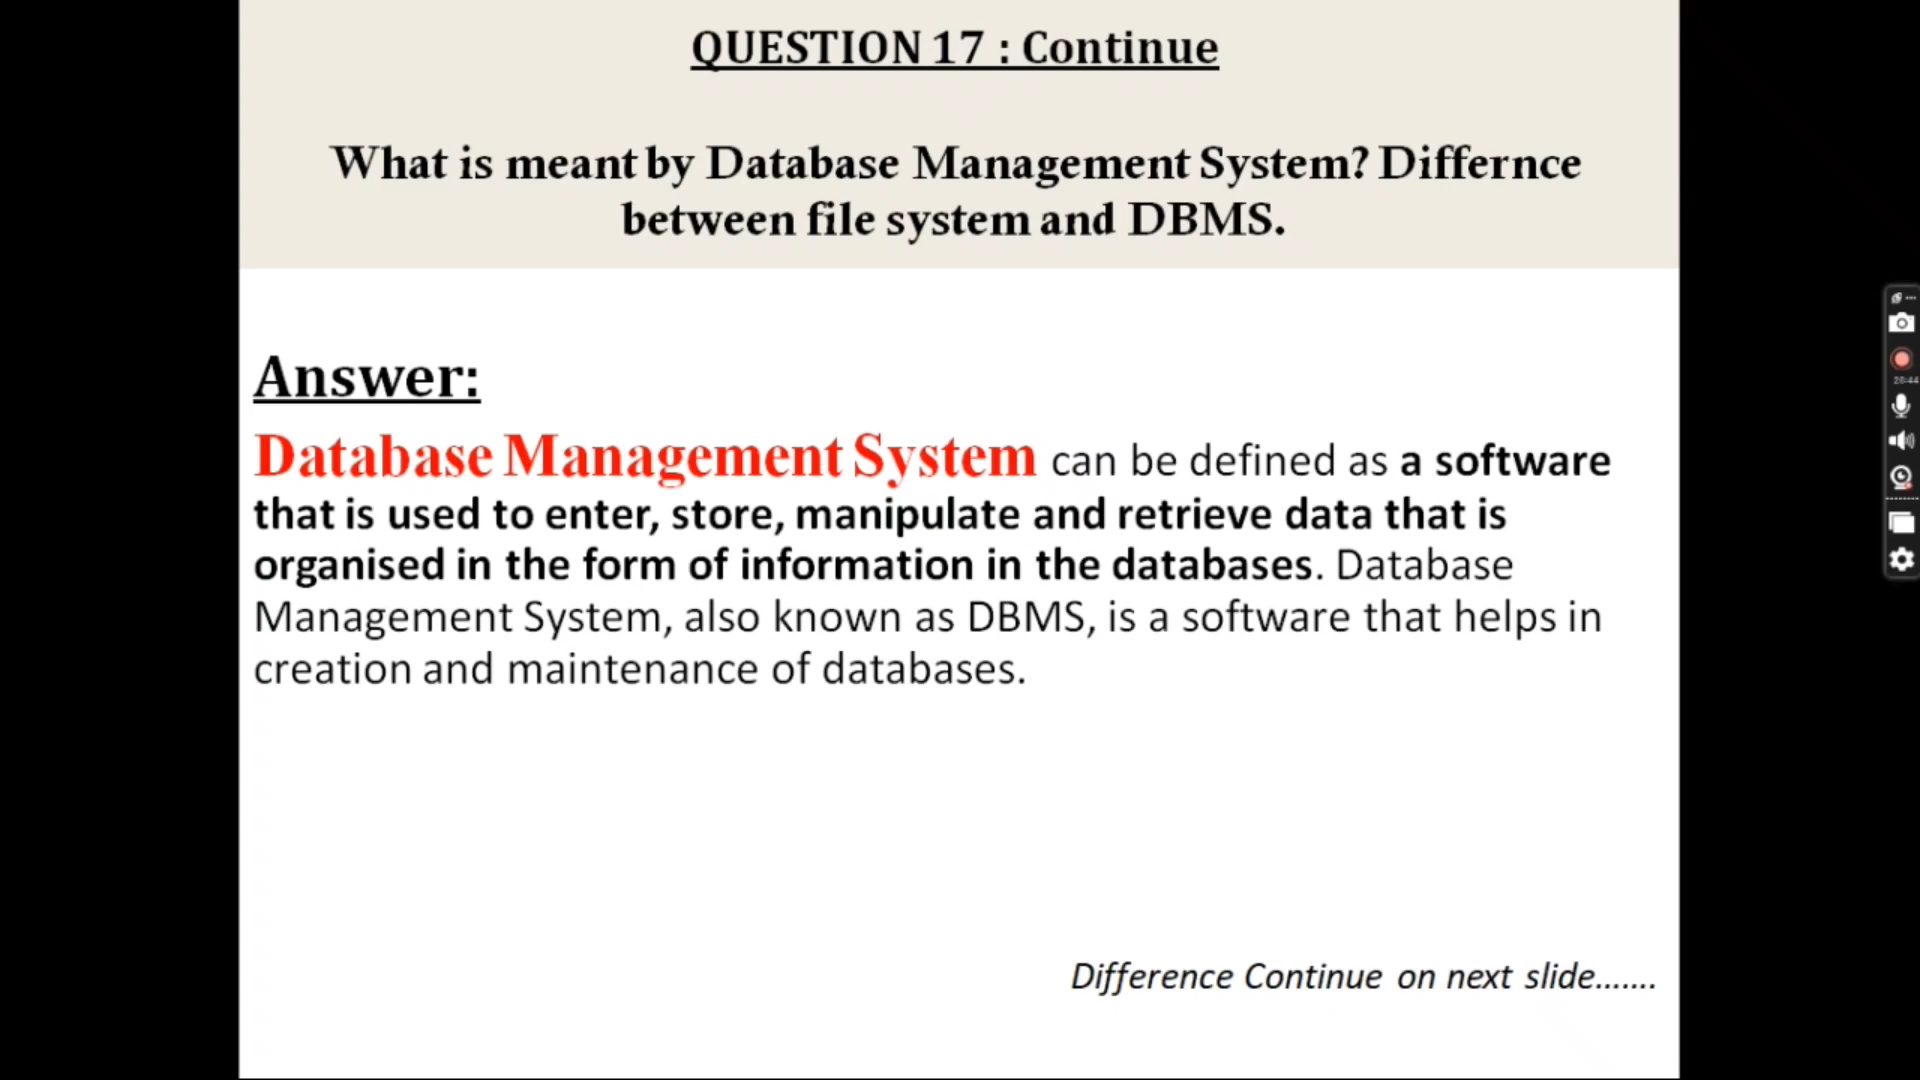 QUESTION 17 : Continue
What is meant by Database Management System? Differnce
between file system and DBMS.
Answer:
Database Management System can be defined as a software
that is used to enter, store, manipulate and retrieve data that is
organised in the form of information in the databases. Database
Management System, also known as DBMS, is a software that helps in
creation and maintenance of databases.
Difference Continue on next slide.......
26:44